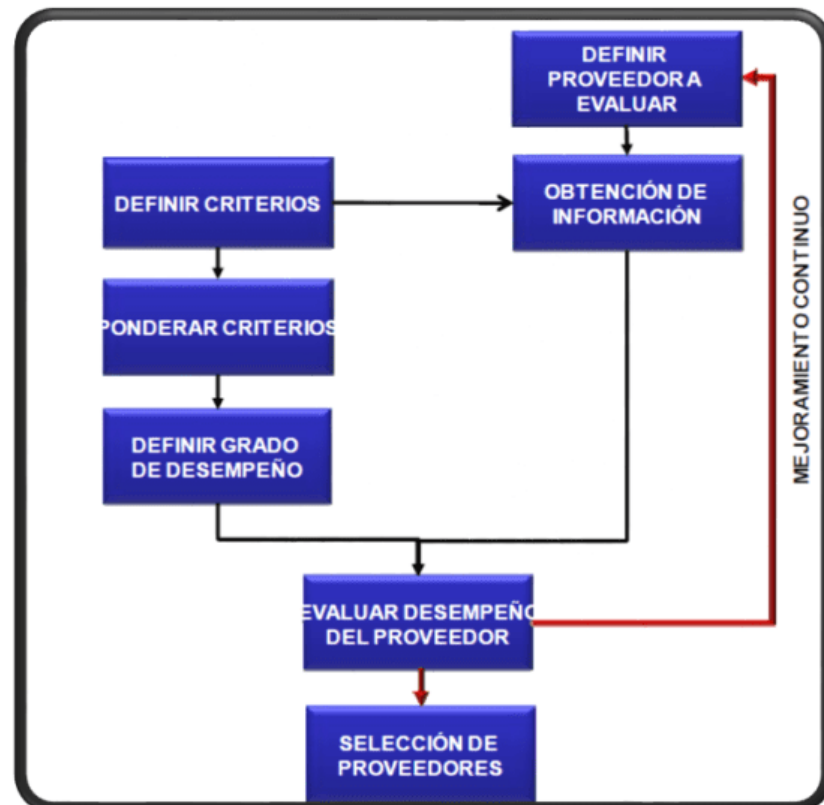 DEFINIR
PROVEEDOR A
EVALUAR
DEFINIR CRITERIOS
OBTENCIÓN DE
INFORMACIÓN
PONDERAR CRITERIOS
DEFINIR GRADO
DE DESEMPEÑO
EVALUAR DESEMPEÑO
DEL PROVEEDOR
SELECCIÓN DE
PROVEEDORES
MEJORAMIENTO CONTINUO